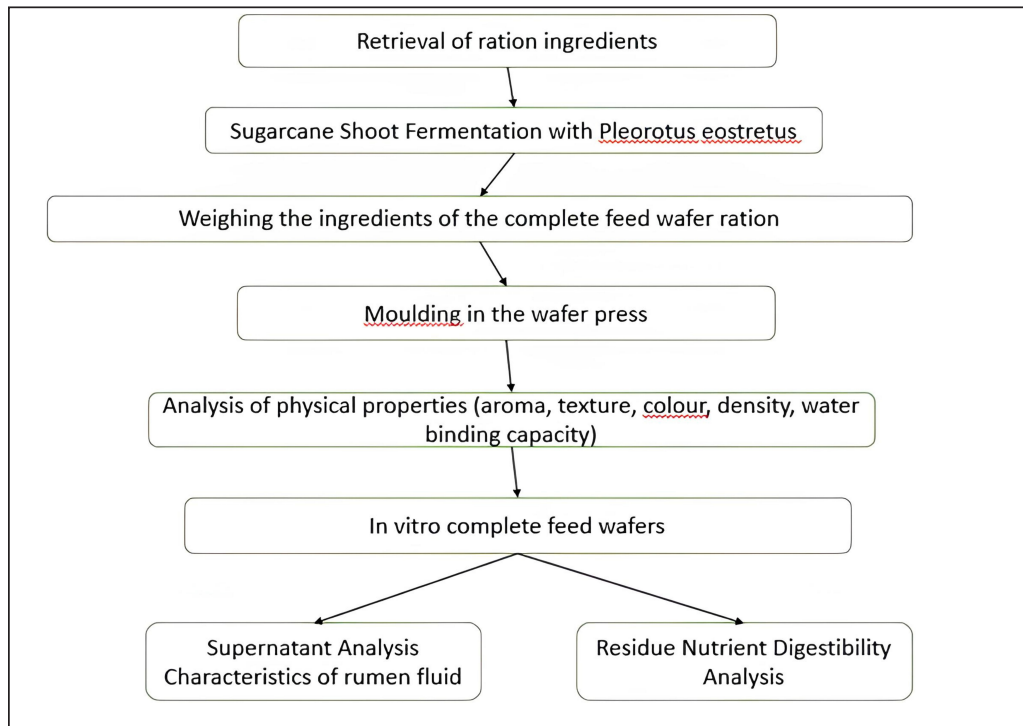 Retrieval of ration ingredients
Sugarcane Shoot Fermentation with Pleorotus eostretus
Weighing the ingredients of the complete feed wafer ration
Moulding in the wafer press
Analysis of physical properties (aroma, texture, colour, density, water
binding capacity)
In vitro complete feed wafers
Supernatant Analysis
Characteristics of rumen fluid
Residue Nutrient Digestibility
Analysis